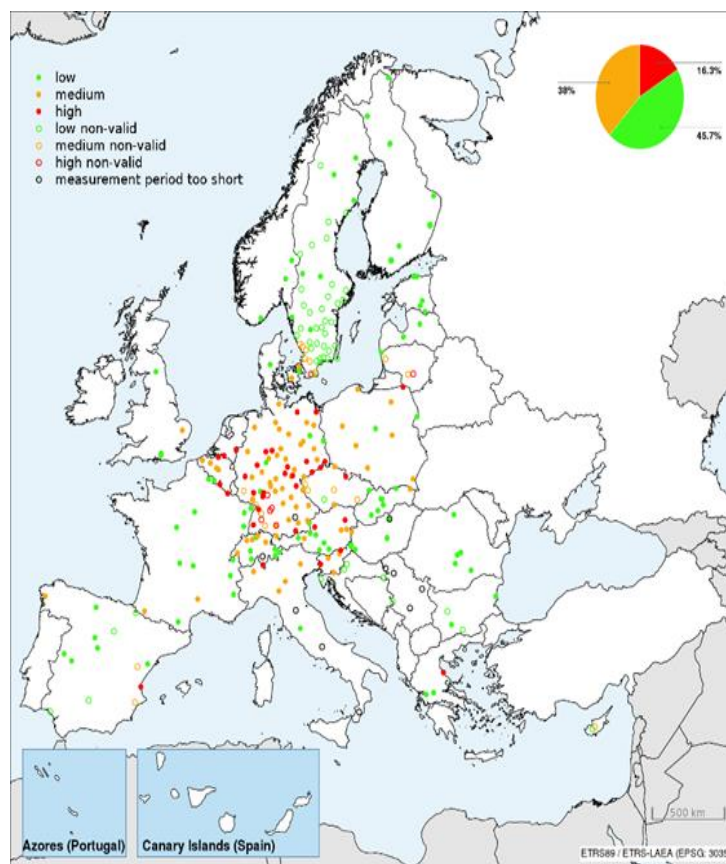 low
medium
high
low non-valid
medium non-valid
high non-valid
measurement period too short
16.3%
38%
45.7%
500 km
Azores (Portugal)
Canary Islands (Spain)
ETRS89 / ETRS-LAEA (EPSG: 3035